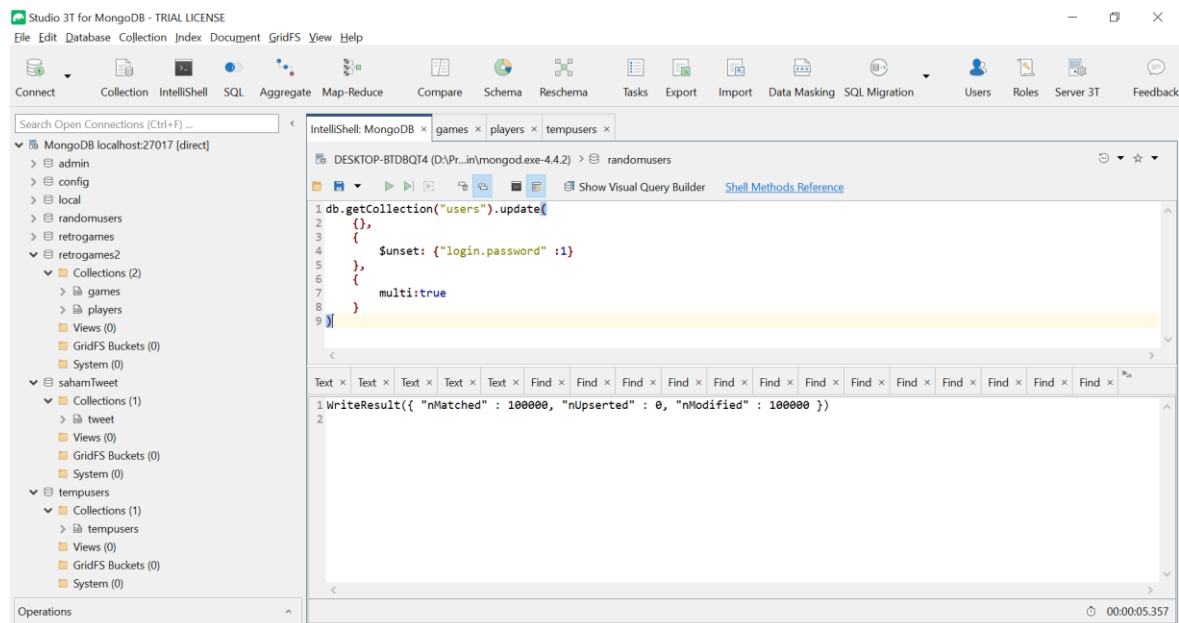 Studio 3T for MongoDB - TRIAL LICENSE
File Edit Database Collection Index Document GridFS View Help
Connect Collection IntelliShell SQL Aggregate Map-Reduce Compare Schema Reschema Tasks Export Import Data Masking SQL Migration Users Roles Server 3T Feedback
Search Open Connections (Ctrl+F) ...
IntelliShell: MongoDB × games × players × tempusers ×
MongoDB localhost:27017 [direct]
admin
config
local
randomusers
retrogames
retrogames2
Collections (2)
games
players
Views (0)
GridFS Buckets (0)
System (0)
sahamTweet
Collections (1)
tweet
Views (0)
GridFS Buckets (0)
System (0)
tempusers
Collections (1)
tempusers
Views (0)
GridFS Buckets (0)
System (0)
Operations
DESKTOP-BTDBQT4 (D:\Pr...in\mongod.exe-4.4.2) > randomusers
Show Visual Query Builder Shell Methods Reference
1 db.getCollection("users").update(
2 {},
3 {
4 $unset: {"login.password" :1}
5 },
6 {
7 multi:true
8 }
9 )
Text × Text × Text × Text × Text × Find × Find × Find × Find × Find × Find × Find × Find × Find × Find × Find × Find × Find ×
1 WriteResult({ "nMatched" : 100000, "nUpserted" : 0, "nModified" : 100000 })
2
00:00:05.357